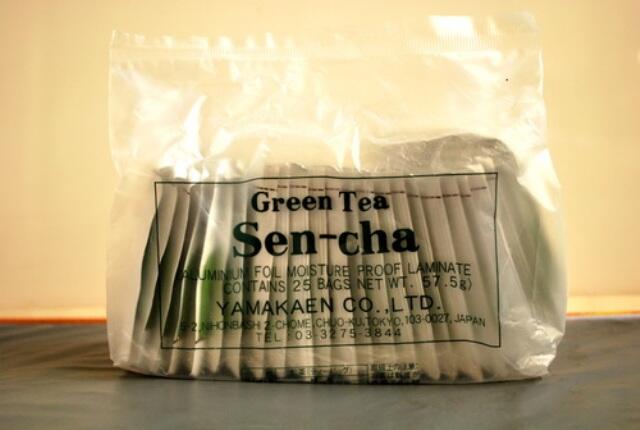 Green Tea
Sen-cha
ALUMINIUM FOIL MOISTURE PROOF LAMINATE
CONTAINS 25 BAGS NET WT. 57.5g)
YAMAKAEN CO.,LTD.
2,NIHONBASHI 2-CHOME,CHUO-KU,TOKYO,103-0027,JAPAN
TEL:03-3275-3844